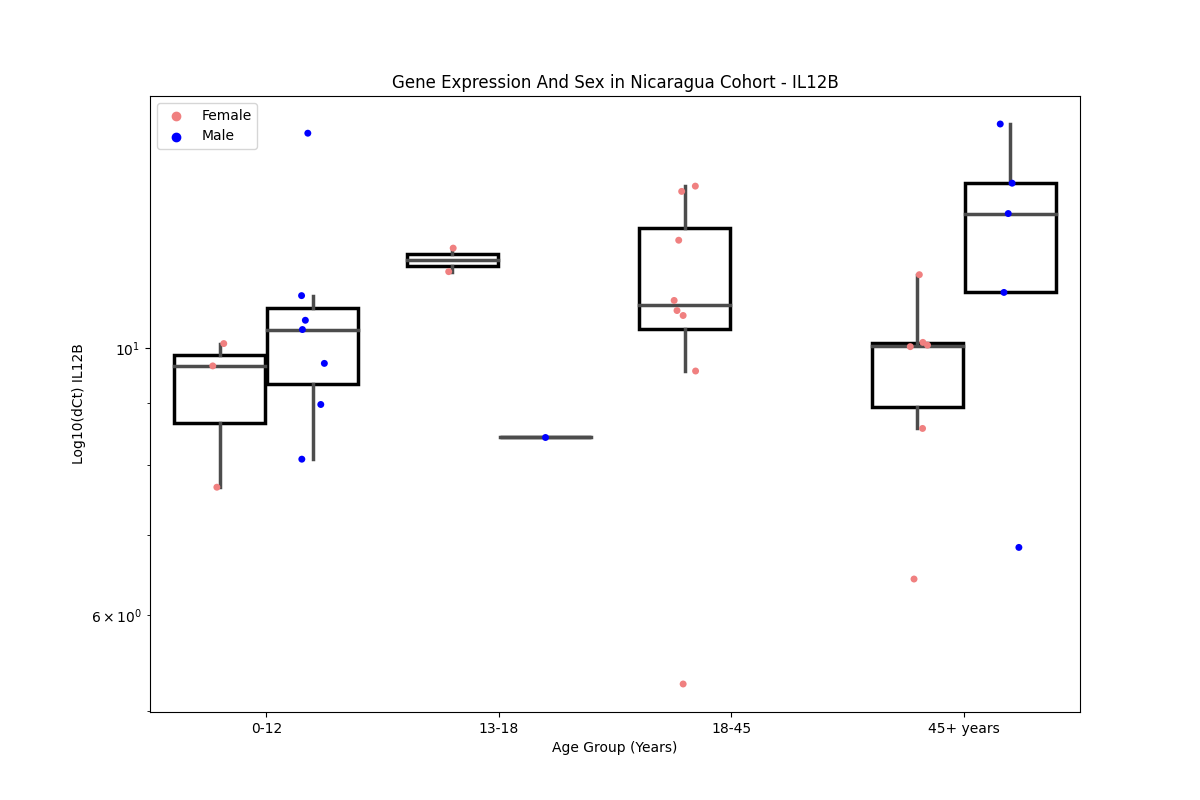 Gene Expression And Sex in Nicaragua Cohort - IL12B
Female
Male
Log10(dCt) IL12B
10¹
6 × 10⁰
0-12
13-18
18-45
45+ years
Age Group (Years)